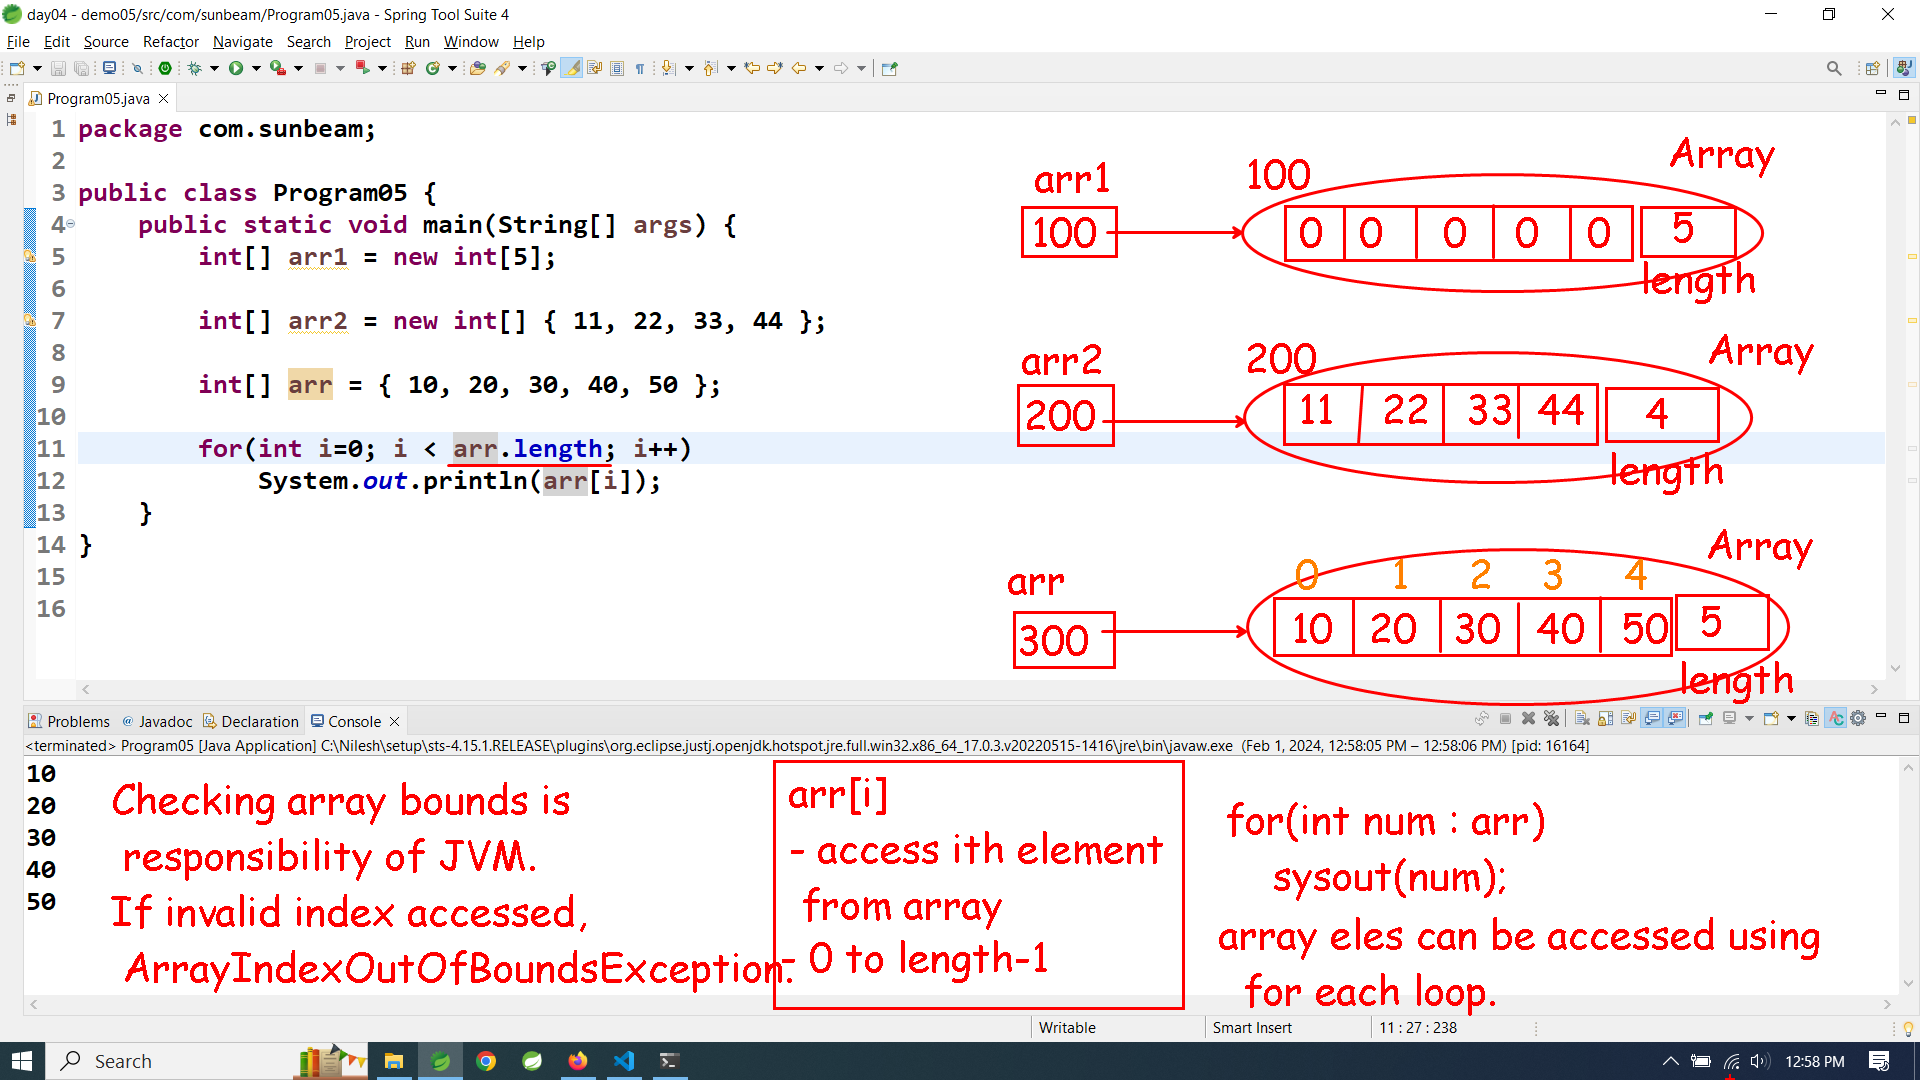 day04 - demo05/src/com/sunbeam/Program05.java - Spring Tool Suite 4
File Edit Source Refactor Navigate Search Project Run Window Help
Program05.java
1 package com.sunbeam;
2
3 public class Program05 {
4 public static void main(String[] args) {
5 int[] arr1 = new int[5];
6
7 int[] arr2 = new int[] { 11, 22, 33, 44 };
8
9 int[] arr = { 10, 20, 30, 40, 50 };
10
11 for(int i=0; i < arr.length; i++)
12 System.out.println(arr[i]);
13 }
14 }
15
16
Array
arr1 100
100 0 0 0 0 0 5
length
Array
arr2 200
200 11 22 33 44 4
length
Array
arr 0 1 2 3 4
300 10 20 30 40 50 5
length
Problems @ Javadoc Declaration Console
<terminated> Program05 [Java Application] C:\Nilesh\setup\sts-4.15.1.RELEASE\plugins\org.eclipse.justj.openjdk.hotspot.jre.full.win32.x86_64_17.0.3.v20220515-1416\jre\bin\javaw.exe (Feb 1, 2024, 12:58:05 PM – 12:58:06 PM) [pid: 16164]
10
20
30
40
50
Checking array bounds is
responsibility of JVM.
If invalid index accessed,
ArrayIndexOutOfBoundsException.
arr[i]
- access ith element
from array
- 0 to length-1
for(int num : arr)
sysout(num);
array eles can be accessed using
for each loop.
Writable Smart Insert 11 : 27 : 238
Search 12:58 PM